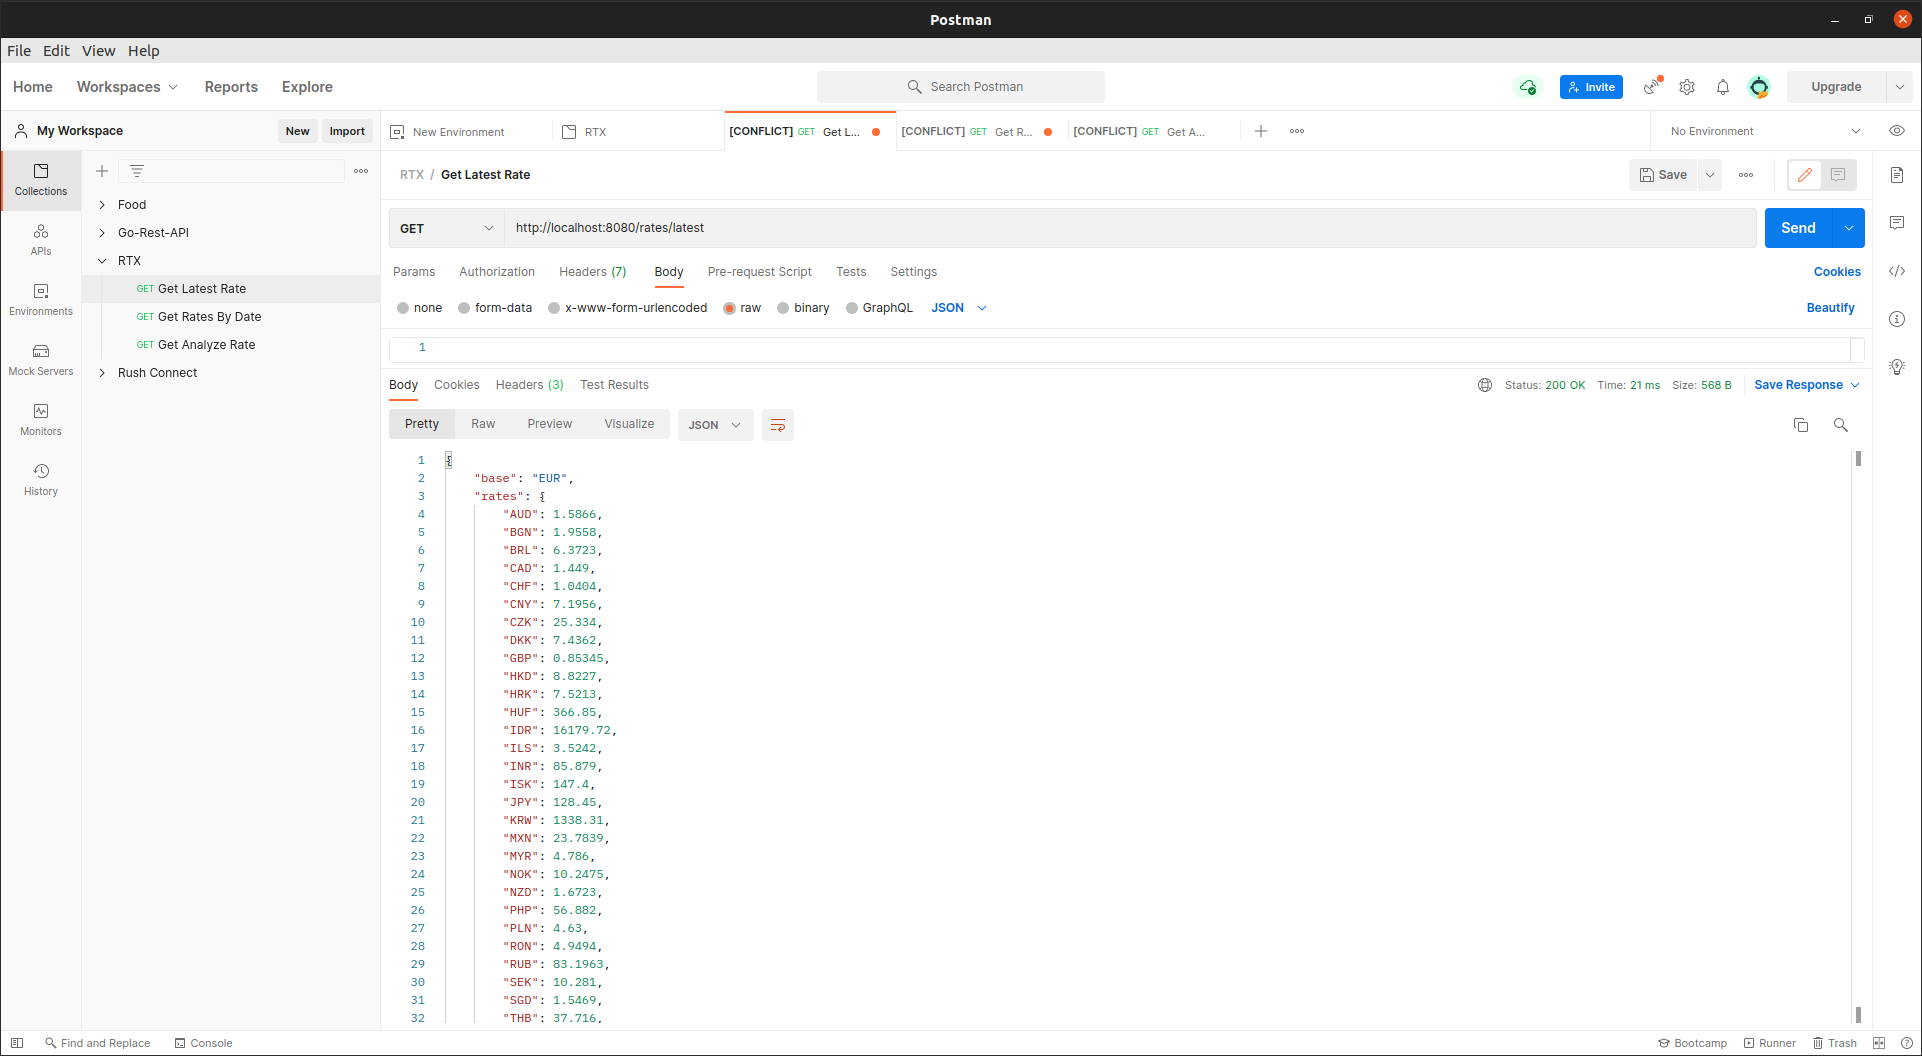 Postman
File Edit View Help
Home Workspaces Reports Explore Search Postman Invite Upgrade
My Workspace New Import New Environment RTX [CONFLICT] GET Get L... [CONFLICT] GET Get R... [CONFLICT] GET Get A... No Environment
Collections
APIs
Environments
Mock Servers
Monitors
History
Food
Go-Rest-API
RTX
GET Get Latest Rate
GET Get Rates By Date
GET Get Analyze Rate
Rush Connect
RTX / Get Latest Rate Save
GET http://localhost:8080/rates/latest Send
Params Authorization Headers (7) Body Pre-request Script Tests Settings Cookies
none form-data x-www-form-urlencoded raw binary GraphQL JSON Beautify
1
Body Cookies Headers (3) Test Results Status: 200 OK Time: 21 ms Size: 568 B Save Response
Pretty Raw Preview Visualize JSON
1 {
2 "base": "EUR",
3 "rates": {
4 "AUD": 1.5866,
5 "BGN": 1.9558,
6 "BRL": 6.3723,
7 "CAD": 1.449,
8 "CHF": 1.0404,
9 "CNY": 7.1956,
10 "CZK": 25.334,
11 "DKK": 7.4362,
12 "GBP": 0.85345,
13 "HKD": 8.8227,
14 "HRK": 7.5213,
15 "HUF": 366.85,
16 "IDR": 16179.72,
17 "ILS": 3.5242,
18 "INR": 85.879,
19 "ISK": 147.4,
20 "JPY": 128.45,
21 "KRW": 1338.31,
22 "MXN": 23.7839,
23 "MYR": 4.786,
24 "NOK": 10.2475,
25 "NZD": 1.6723,
26 "PHP": 56.882,
27 "PLN": 4.63,
28 "RON": 4.9494,
29 "RUB": 83.1963,
30 "SEK": 10.281,
31 "SGD": 1.5469,
32 "THB": 37.716,
Find and Replace Console Bootcamp Runner Trash